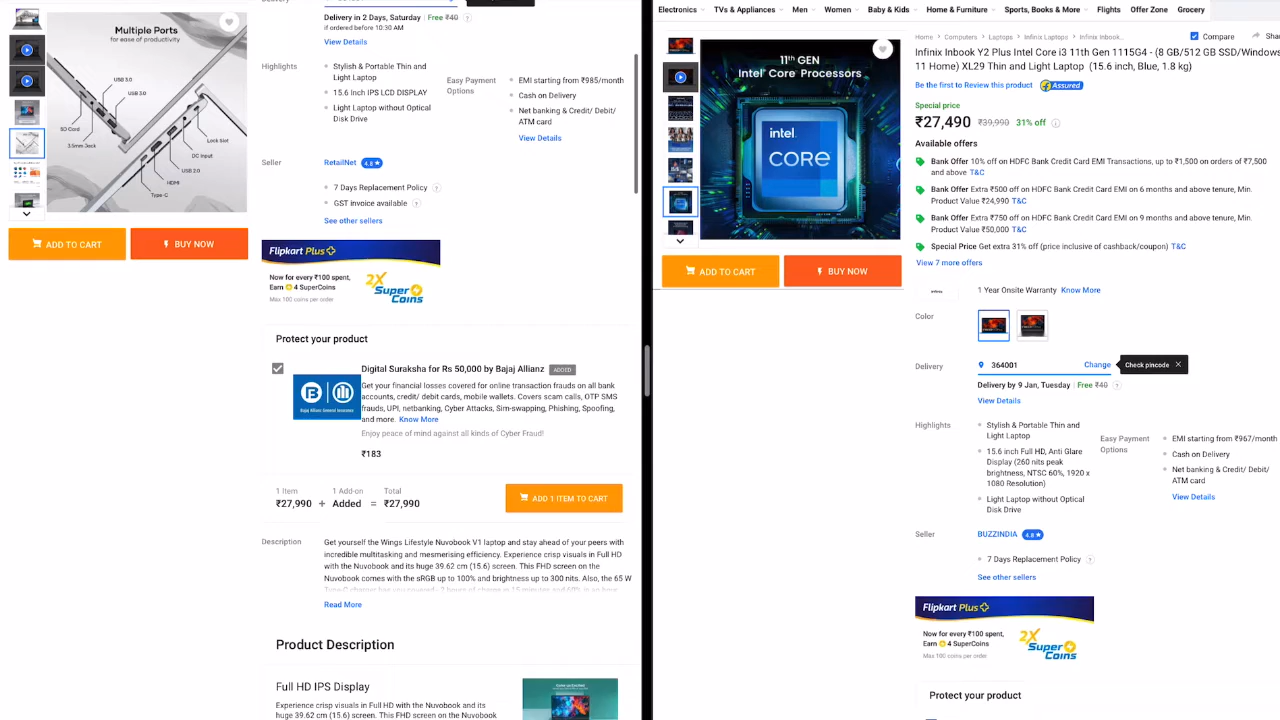 Multiple Ports
for ease of productivity
USB 3.0
USB 3.0
SD Card
3.5mm Jack
Lock Slot
DC Input
USB 2.0
HDMI
Type-C
ADD TO CART
BUY NOW
Delivery in 2 Days, Saturday | Free ₹40 ?
if ordered before 10:30 AM
View Details
Highlights
Stylish & Portable Thin and
Light Laptop
15.6 Inch IPS LCD DISPLAY
Light Laptop without Optical
Disk Drive
Easy Payment
Options
EMI starting from ₹985/month
Cash on Delivery
Net banking & Credit/ Debit/
ATM card
View Details
Seller
RetailNet 4.8★
7 Days Replacement Policy ?
GST invoice available ?
See other sellers
Flipkart Plus
Now for every ₹100 spent,
Earn 4 SuperCoins
Max 100 coins per order
2X
Super
Coins
Protect your product
Digital Suraksha for Rs 50,000 by Bajaj Allianz ADDED
Get your financial losses covered for online transaction frauds on all bank
accounts, credit/ debit cards, mobile wallets. Covers scam calls, OTP SMS
frauds, UPI, netbanking, Cyber Attacks, Sim-swapping, Phishing, Spoofing,
and more. Know More
Enjoy peace of mind against all kinds of Cyber Fraud!
₹183
Bajaj Allianz General Insurance
1 Item
₹27,990
+
1 Add-on
Added
=
Total
₹27,990
ADD 1 ITEM TO CART
Description
Get yourself the Wings Lifestyle Nuvobook V1 laptop and stay ahead of your peers with
incredible multitasking and mesmerising efficiency. Experience crisp visuals in Full HD
with the Nuvobook and its huge 39.62 cm (15.6) screen. This FHD screen on the
Nuvobook comes with the sRGB up to 100% and brightness up to 300 nits. Also, the 65 W
Read More
Product Description
Full HD IPS Display
Experience crisp visuals in Full HD with the Nuvobook and its
huge 39.62 cm (15.6) screen. This FHD screen on the Nuvobook
Electronics
TVs & Appliances
Men
Women
Baby & Kids
Home & Furniture
Sports, Books & More
Flights
Offer Zone
Grocery
Home > Computers > Laptops > Infinix Laptops > Infinix Inbook...
Compare
Shar
11th GEN
Intel Core Processors
intel
CORE
ADD TO CART
BUY NOW
Infinix Inbook Y2 Plus Intel Core i3 11th Gen 1115G4 - (8 GB/512 GB SSD/Windows
11 Home) XL29 Thin and Light Laptop (15.6 inch, Blue, 1.8 kg)
Be the first to Review this product Assured
Special price
₹27,490 ₹39,990 31% off
Available offers
Bank Offer 10% off on HDFC Bank Credit Card EMI Transactions, up to ₹1,500 on orders of ₹7,500
and above T&C
Bank Offer Extra ₹500 off on HDFC Bank Credit Card EMI on 6 months and above tenure, Min.
Product Value ₹24,990 T&C
Bank Offer Extra ₹750 off on HDFC Bank Credit Card EMI on 9 months and above tenure, Min.
Product Value ₹50,000 T&C
Special Price Get extra 31% off (price inclusive of cashback/coupon) T&C
View 7 more offers
Infinix
1 Year Onsite Warranty Know More
Color
Delivery
364001
Change
Check pincode
Delivery by 9 Jan, Tuesday | Free ₹40 ?
View Details
Highlights
Stylish & Portable Thin and
Light Laptop
15.6 inch Full HD, Anti Glare
Display (260 nits peak
brightness, NTSC 60%, 1920 x
1080 Resolution)
Light Laptop without Optical
Disk Drive
Easy Payment
Options
EMI starting from ₹967/month
Cash on Delivery
Net banking & Credit/ Debit/
ATM card
View Details
Seller
BUZZINDIA 4.8★
7 Days Replacement Policy ?
See other sellers
Flipkart Plus
Now for every ₹100 spent,
Earn 4 SuperCoins
Max 100 coins per order
2X
Super
Coins
Protect your product